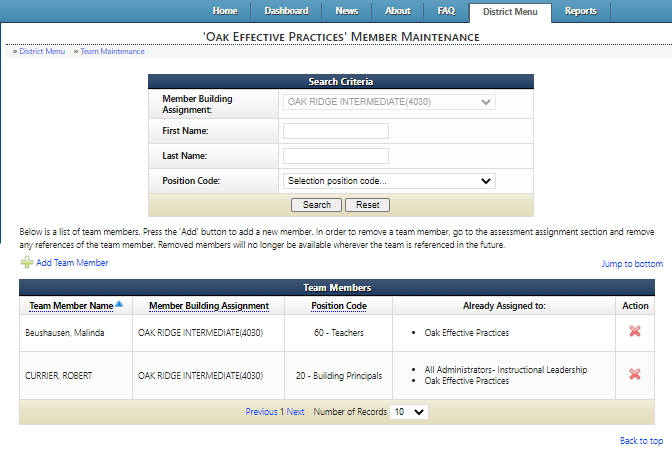 Home Dashboard News About FAQ District Menu Reports
'Oak Effective Practices' Member Maintenance
» District Menu » Team Maintenance
Search Criteria
Member Building Assignment: OAK RIDGE INTERMEDIATE(4030)
First Name:
Last Name:
Position Code: Selection position code...
Search Reset
Below is a list of team members. Press the 'Add' button to add a new member. In order to remove a team member, go to the assessment assignment section and remove
any references of the team member. Removed members will no longer be available wherever the team is referenced in the future.
Add Team Member Jump to bottom
Team Members
Team Member Name Member Building Assignment Position Code Already Assigned to: Action
Beushausen, Malinda OAK RIDGE INTERMEDIATE(4030) 60 - Teachers • Oak Effective Practices
CURRIER, ROBERT OAK RIDGE INTERMEDIATE(4030) 20 - Building Principals • All Administrators- Instructional Leadership
• Oak Effective Practices
Previous 1 Next Number of Records 10
Back to top